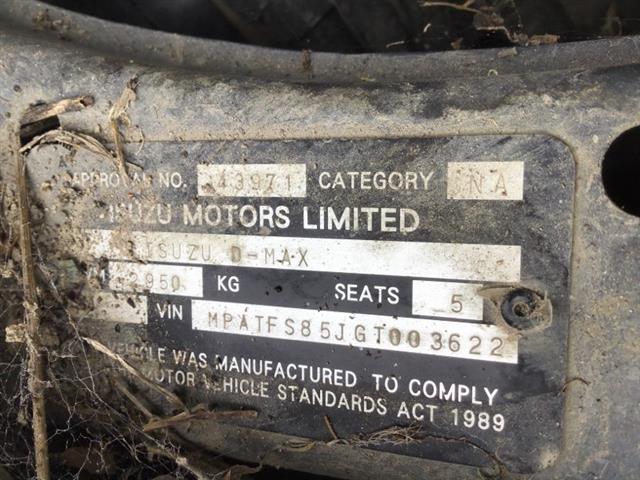 APPROVAL NO. 43971 CATEGORY NA
ISUZU MOTORS LIMITED
ISUZU D-MAX
2950 KG SEATS 5
VIN MPATFS85JGT003622
VEHICLE WAS MANUFACTURED TO COMPLY
MOTOR VEHICLE STANDARDS ACT 1989